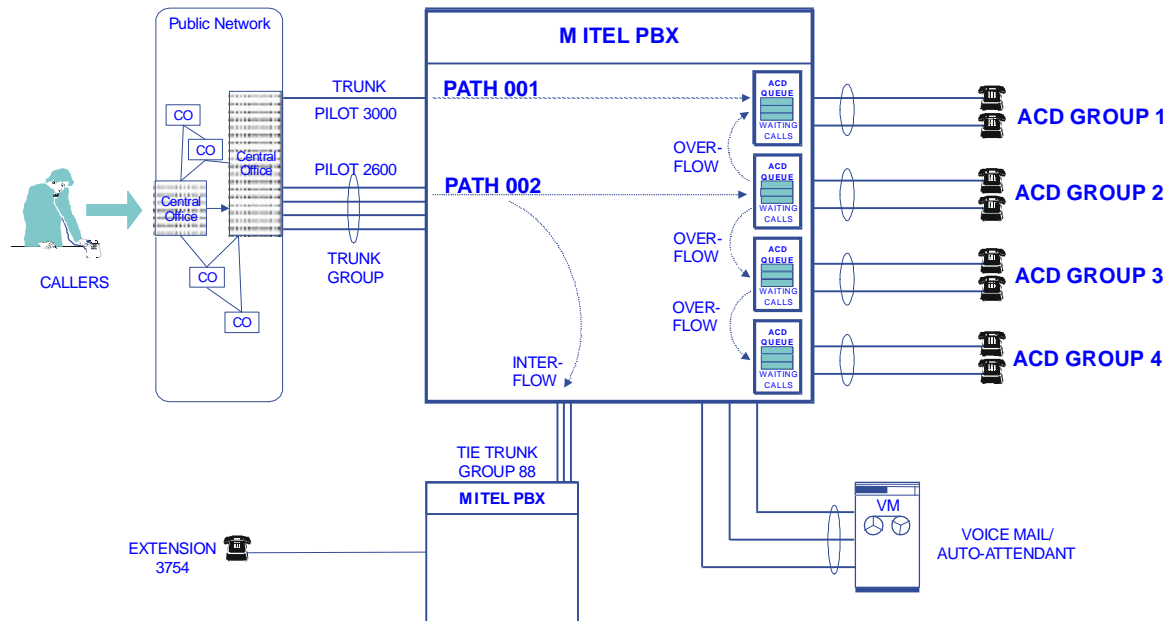 Public Network
CO
CO
Central
Office
Central
Office
CO
CO
CALLERS
TRUNK
PILOT 3000
PILOT 2600
TRUNK
GROUP
MITEL PBX
PATH 001
PATH 002
ACD
QUEUE
WAITING
CALLS
OVER-
FLOW
ACD
QUEUE
WAITING
CALLS
OVER-
FLOW
ACD
QUEUE
WAITING
CALLS
OVER-
FLOW
ACD
QUEUE
WAITING
CALLS
INTER-
FLOW
ACD GROUP 1
ACD GROUP 2
ACD GROUP 3
ACD GROUP 4
TIE TRUNK
GROUP 88
MITEL PBX
EXTENSION
3754
VM
VOICE MAIL/
AUTO-ATTENDANT